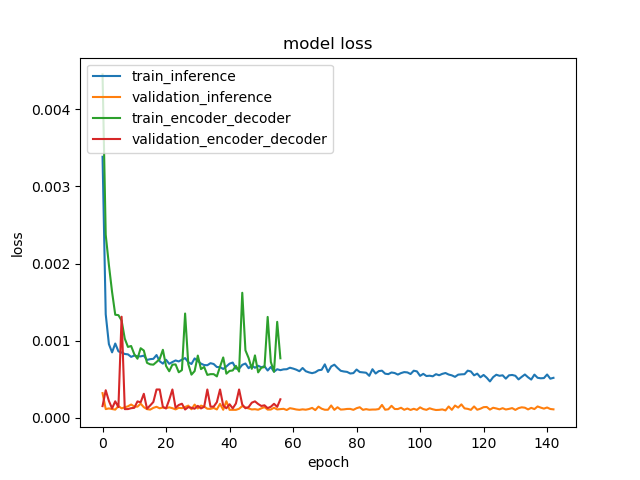 model loss
train_inference
validation_inference
train_encoder_decoder
validation_encoder_decoder
loss
0.004
0.003
0.002
0.001
0.000
0 20 40 60 80 100 120 140
epoch